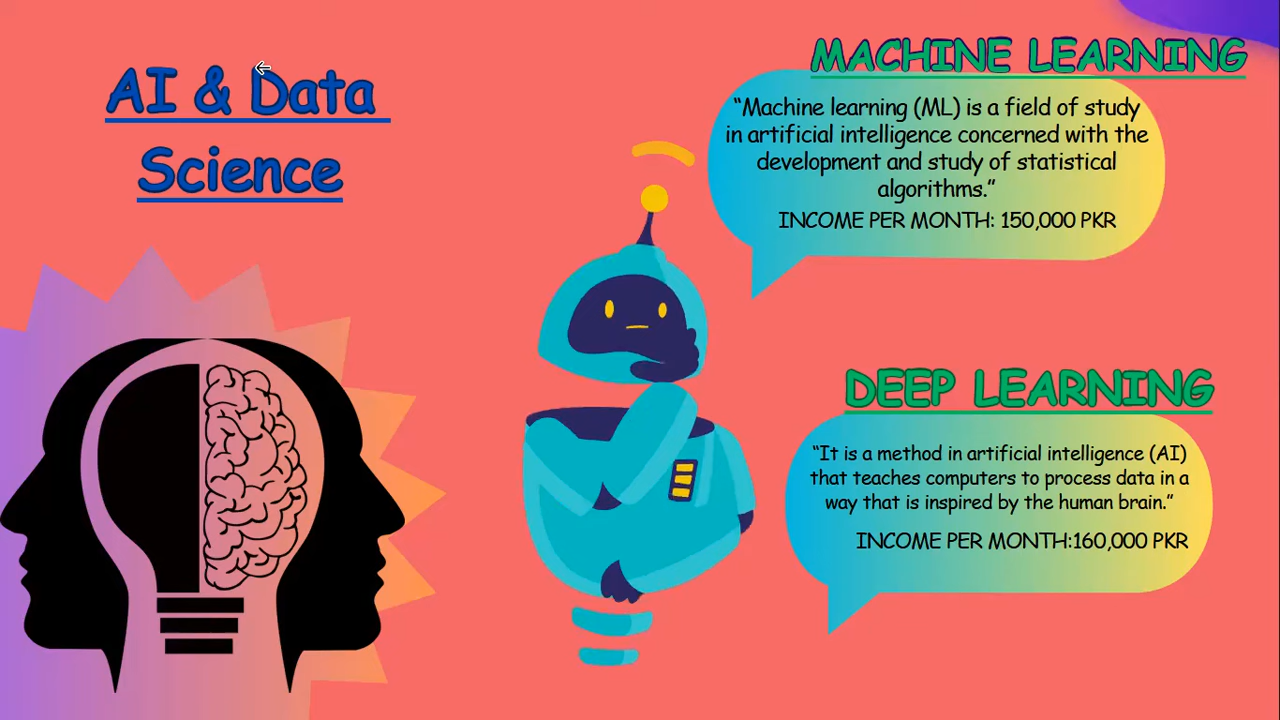 AI & Data
Science
MACHINE LEARNING
“Machine learning (ML) is a field of study
in artificial intelligence concerned with the
development and study of statistical
algorithms.”
INCOME PER MONTH: 150,000 PKR
DEEP LEARNING
“It is a method in artificial intelligence (AI)
that teaches computers to process data in a
way that is inspired by the human brain.”
INCOME PER MONTH:160,000 PKR